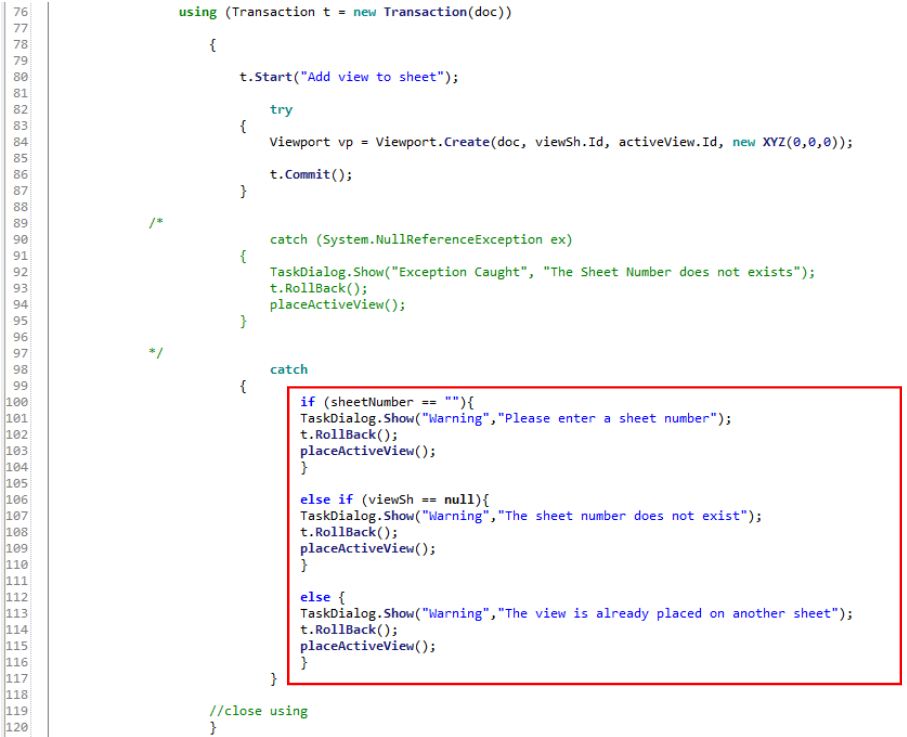 76 using (Transaction t = new Transaction(doc))
77
78 {
79
80 t.Start("Add view to sheet");
81
82 try
83 {
84 Viewport vp = Viewport.Create(doc, viewSh.Id, activeView.Id, new XYZ(0,0,0));
85
86 t.Commit();
87 }
88
89 /*
90 catch (System.NullReferenceException ex)
91 {
92 TaskDialog.Show("Exception Caught", "The Sheet Number does not exists");
93 t.RollBack();
94 placeActiveView();
95 }
96
97 */
98 catch
99 {
100 if (sheetNumber == ""){
101 TaskDialog.Show("Warning","Please enter a sheet number");
102 t.RollBack();
103 placeActiveView();
104 }
105
106 else if (viewSh == null){
107 TaskDialog.Show("Warning","The sheet number does not exist");
108 t.RollBack();
109 placeActiveView();
110 }
111
112 else {
113 TaskDialog.Show("Warning","The view is already placed on another sheet");
114 t.RollBack();
115 placeActiveView();
116 }
117 }
118
119 //close using
120 }